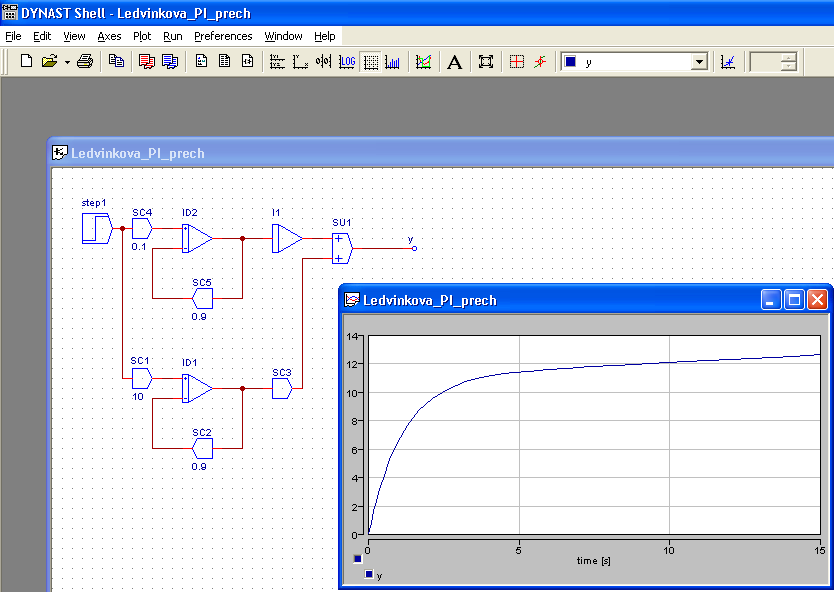 DYNAST Shell - Ledvinkova_PI_prech
File Edit View Axes Plot Run Preferences Window Help
LOG A y
Ledvinkova_PI_prech
step1 SC4 ID2 I1 SU1
0.1 y
SC5
0.9
SC1 ID1 SC3
10
SC2
0.9
Ledvinkova_PI_prech
14
12
10
8
6
4
2
0
0 5 10 15
time [s]
y